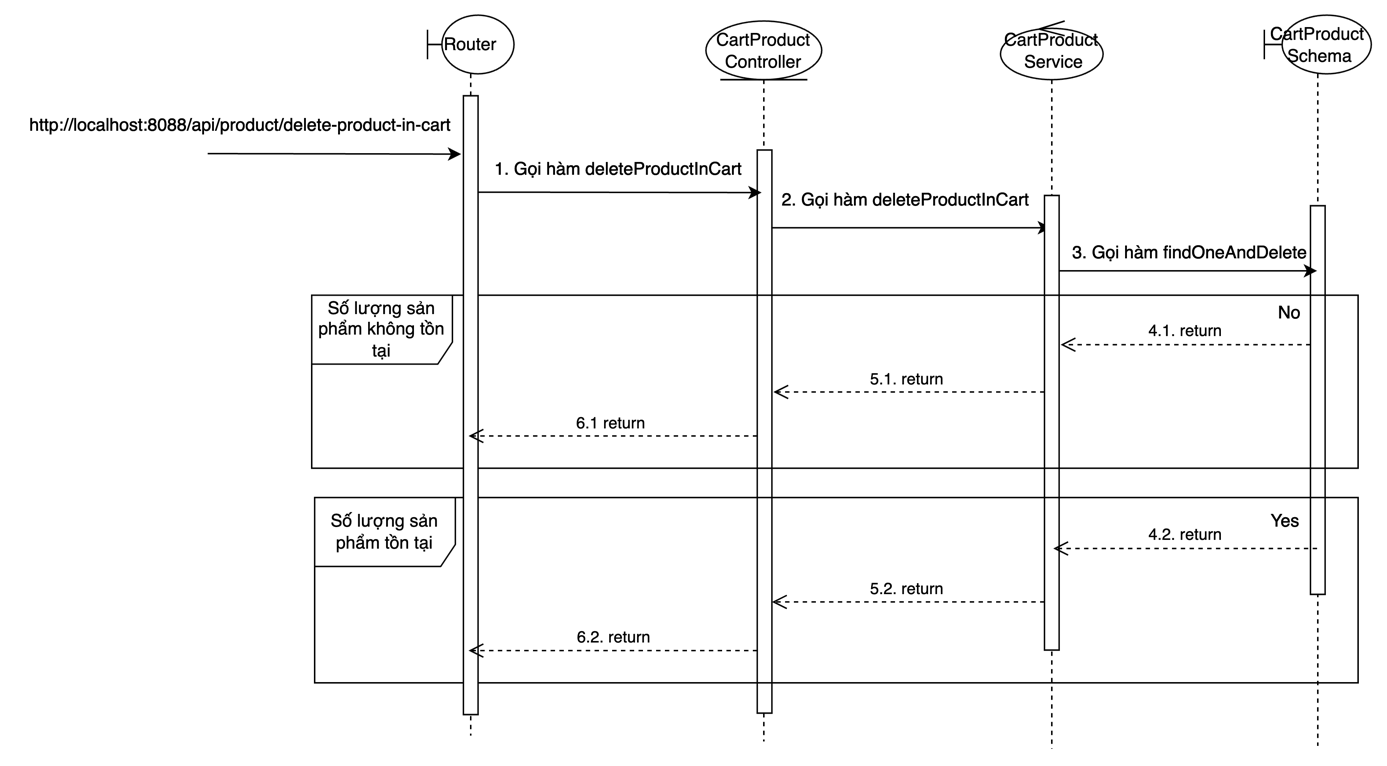 Router
CartProduct
Controller
CartProduct
Service
CartProduct
Schema
http://localhost:8088/api/product/delete-product-in-cart
1. Gọi hàm deleteProductInCart
2. Gọi hàm deleteProductInCart
3. Gọi hàm findOneAndDelete
Số lượng sản
phẩm không tồn
tại
No
4.1. return
5.1. return
6.1 return
Số lượng sản
phẩm tồn tại
Yes
4.2. return
5.2. return
6.2. return